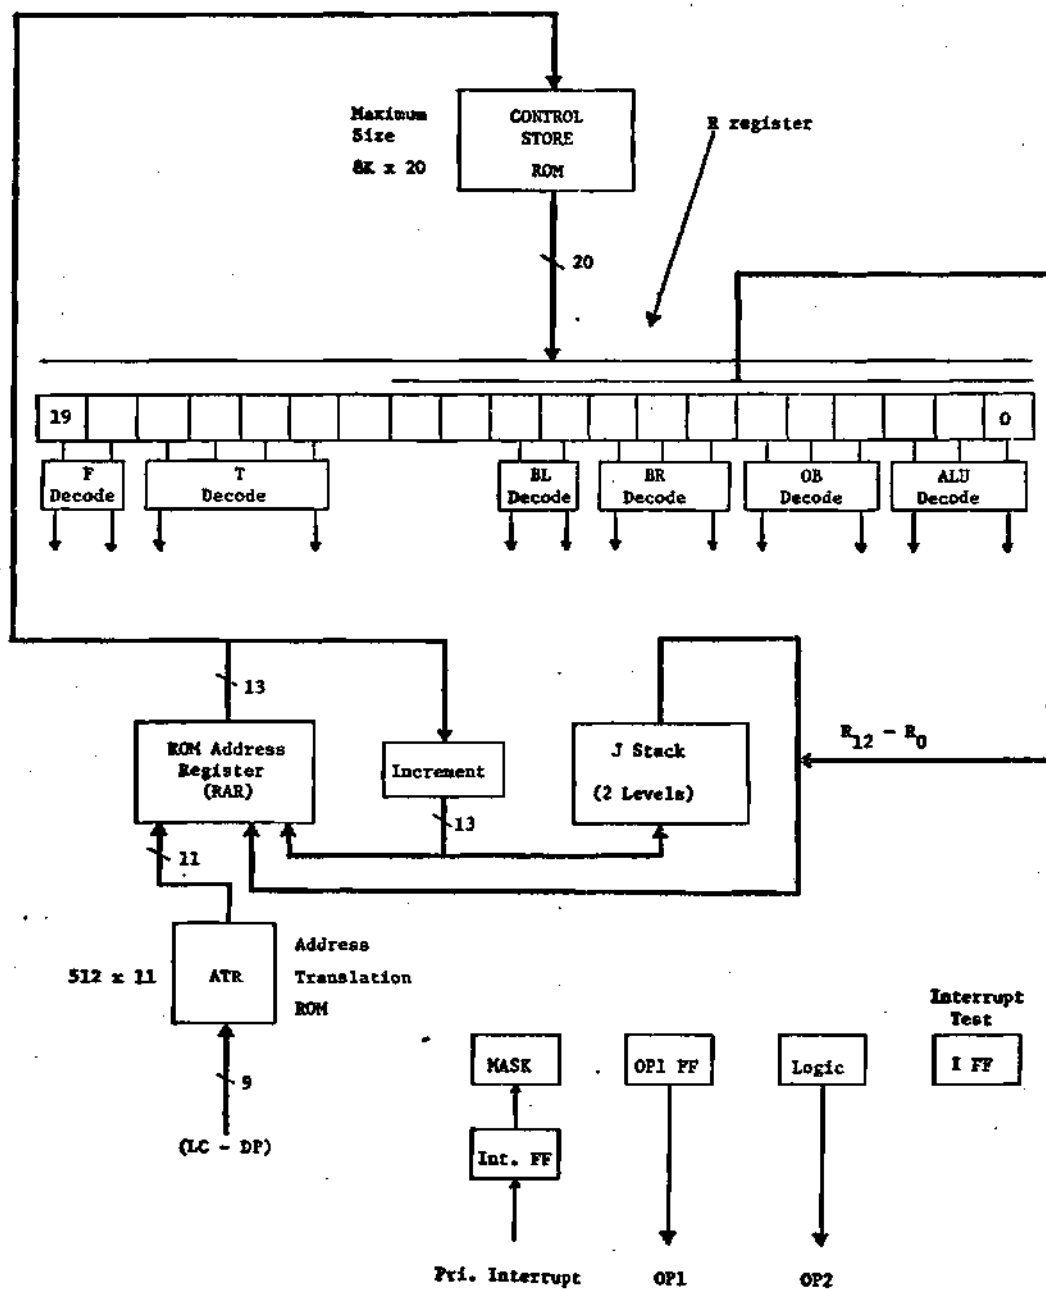 Maximum
Size
8K x 20
CONTROL
STORE
ROM
R register
20
19
0
F
Decode
T
Decode
BL
Decode
BR
Decode
OB
Decode
ALU
Decode
13
ROM Address
Register
(RAR)
Increment
J Stack
(2 Levels)
R12 - R0
13
11
512 x 11
ATR
Address
Translation
ROM
9
(LC - DP)
MASK
Int. FF
Pri. Interrupt
OP1 FF
OP1
Logic
OP2
Interrupt
Test
I FF